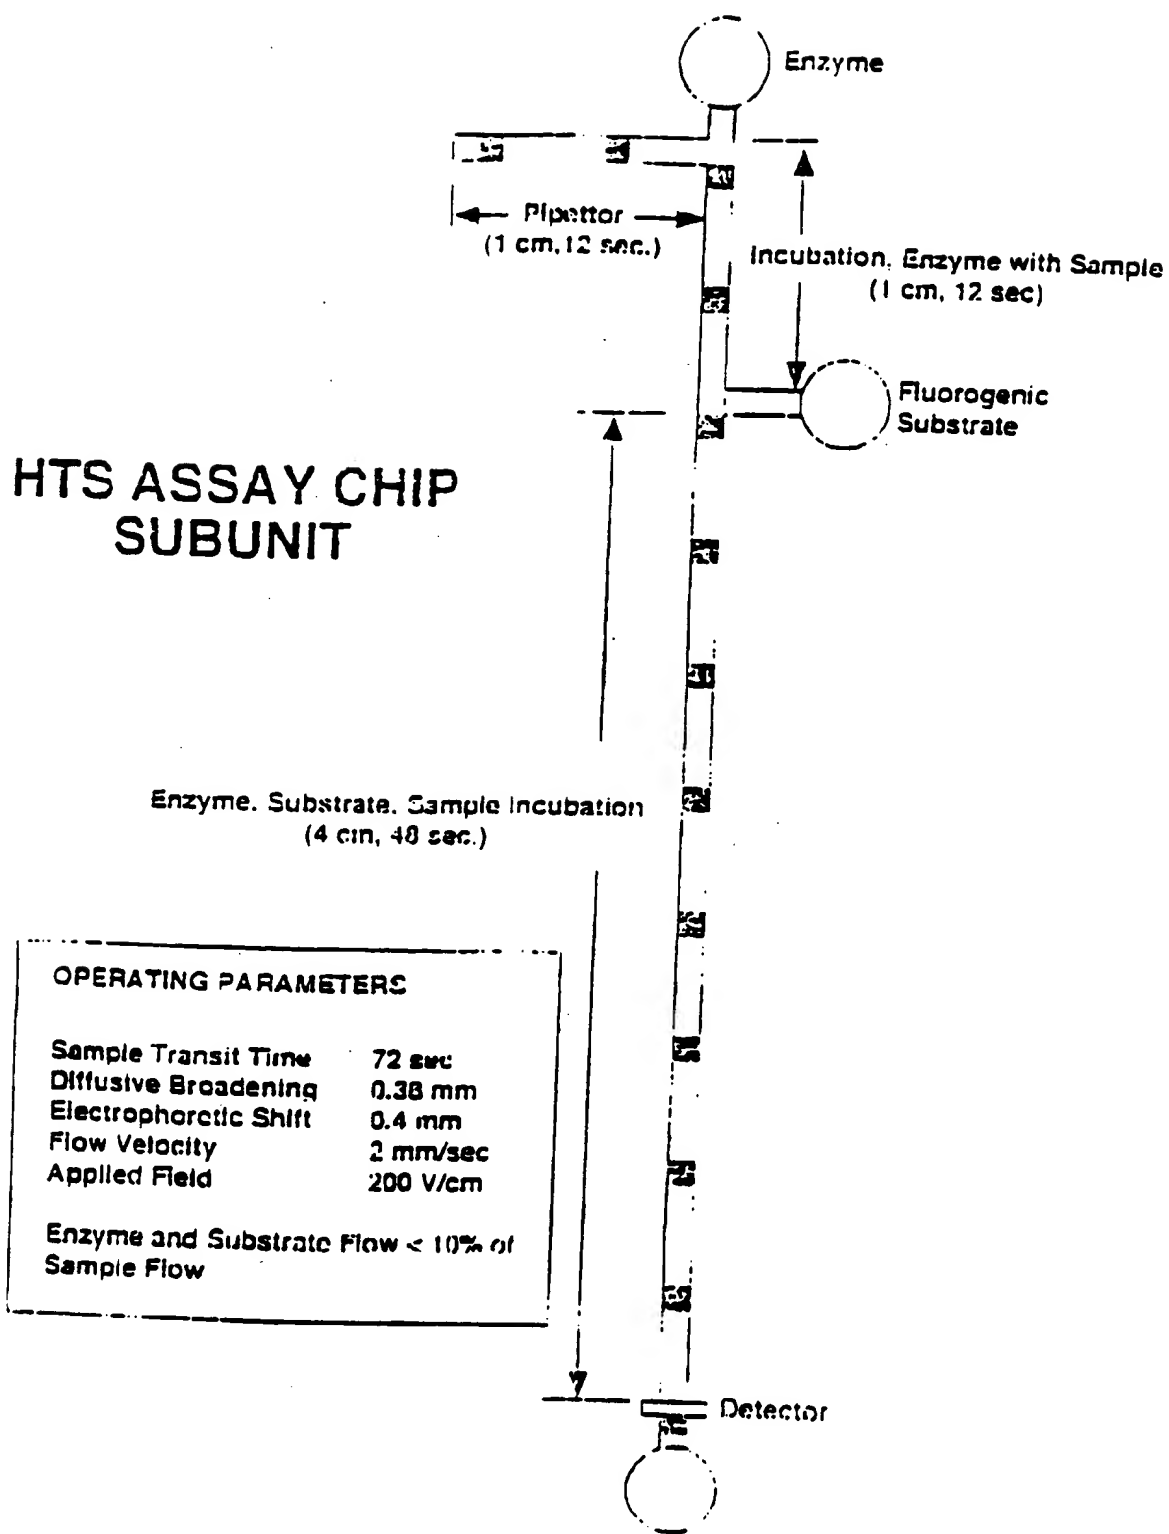 Enzyme
Pipettor
(1 cm, 12 sec.)
Incubation. Enzyme with Sample
(1 cm, 12 sec)
Fluorogenic
Substrate
HTS ASSAY CHIP
SUBUNIT
Enzyme. Substrate. Sample Incubation
(4 cm, 48 sec.)
OPERATING PARAMETERS
Sample Transit Time 72 sec
Diffusive Broadening 0.38 mm
Electrophoretic Shift 0.4 mm
Flow Velocity 2 mm/sec
Applied Field 200 V/cm
Enzyme and Substrate Flow < 10% of
Sample Flow
Detector